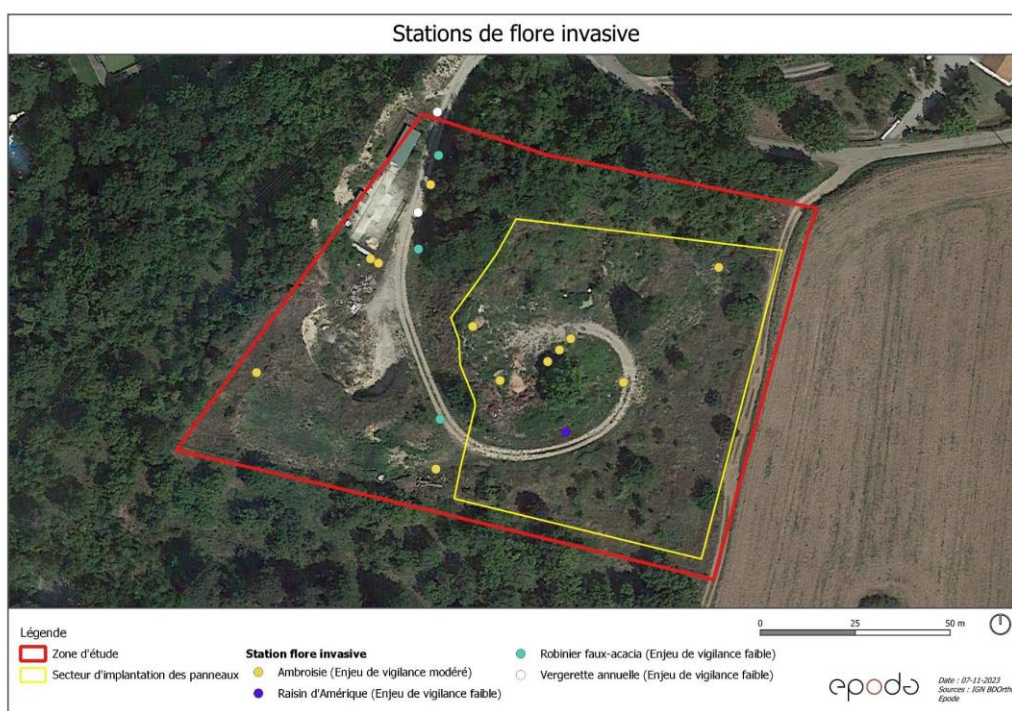 Stations de flore invasive
Légende
Zone d'étude
Secteur d'implantation des panneaux
Station flore invasive
Ambroisie (Enjeu de vigilance modéré)
Raisin d'Amérique (Enjeu de vigilance faible)
Robinier faux-acacia (Enjeu de vigilance faible)
Vergerette annuelle (Enjeu de vigilance faible)
0 25 50 m
epode
Date : 07-11-2023
Sources : IGN BDOrtho
Epode